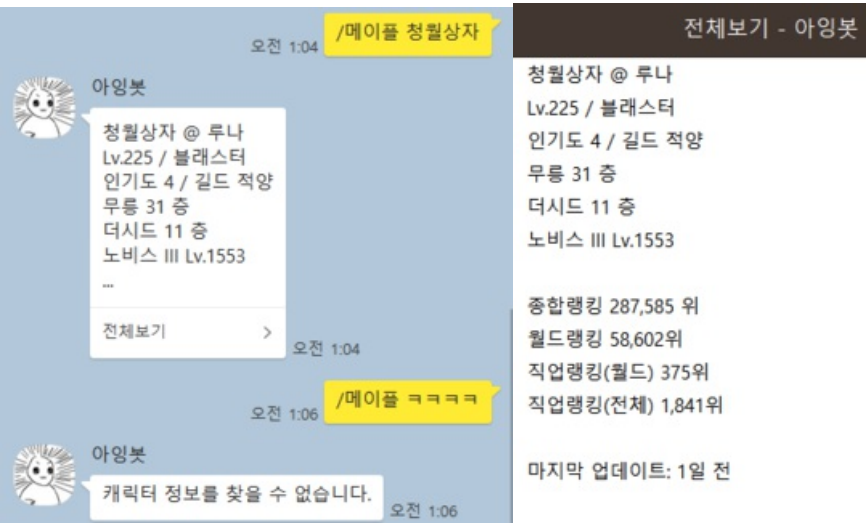 /메이플 청월상자
오전 1:04
아잉봇
청월상자 @ 루나
Lv.225 / 블래스터
인기도 4 / 길드 적양
무릉 31 층
더시드 11 층
노비스 III Lv.1553
...
전체보기 >
오전 1:04
/메이플 ㅋㅋㅋㅋ
오전 1:06
아잉봇
캐릭터 정보를 찾을 수 없습니다.
오전 1:06
전체보기 - 아잉봇
청월상자 @ 루나
Lv.225 / 블래스터
인기도 4 / 길드 적양
무릉 31 층
더시드 11 층
노비스 III Lv.1553
종합랭킹 287,585 위
월드랭킹 58,602위
직업랭킹(월드) 375위
직업랭킹(전체) 1,841위
마지막 업데이트: 1일 전